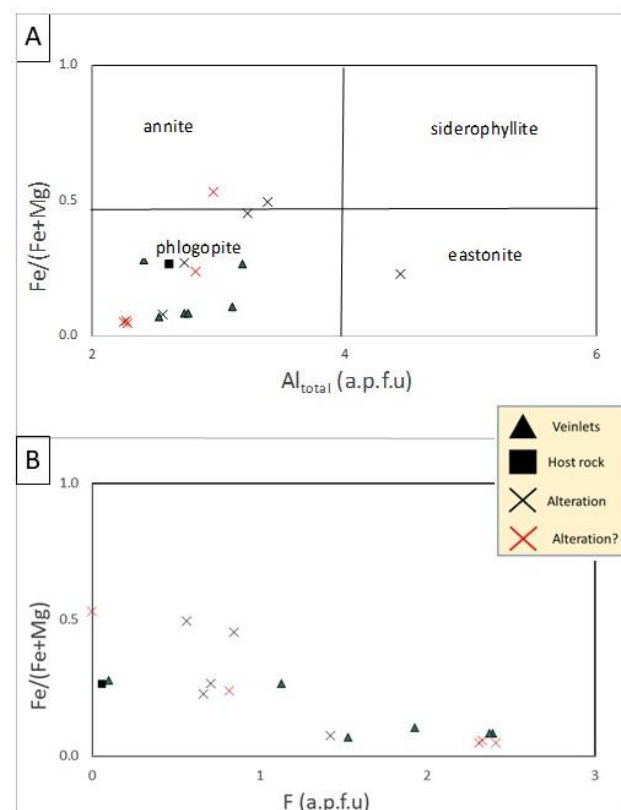 A
1.0
annite
siderophyllite
Fe/(Fe+Mg)
0.5
phlogopite
eastonite
0.0
2
4
6
Al total (a.p.f.u)
Veinlets
Host rock
Alteration
Alteration?
B
1.0
Fe/(Fe+Mg)
0.5
0.0
0
1
2
3
F (a.p.f.u)